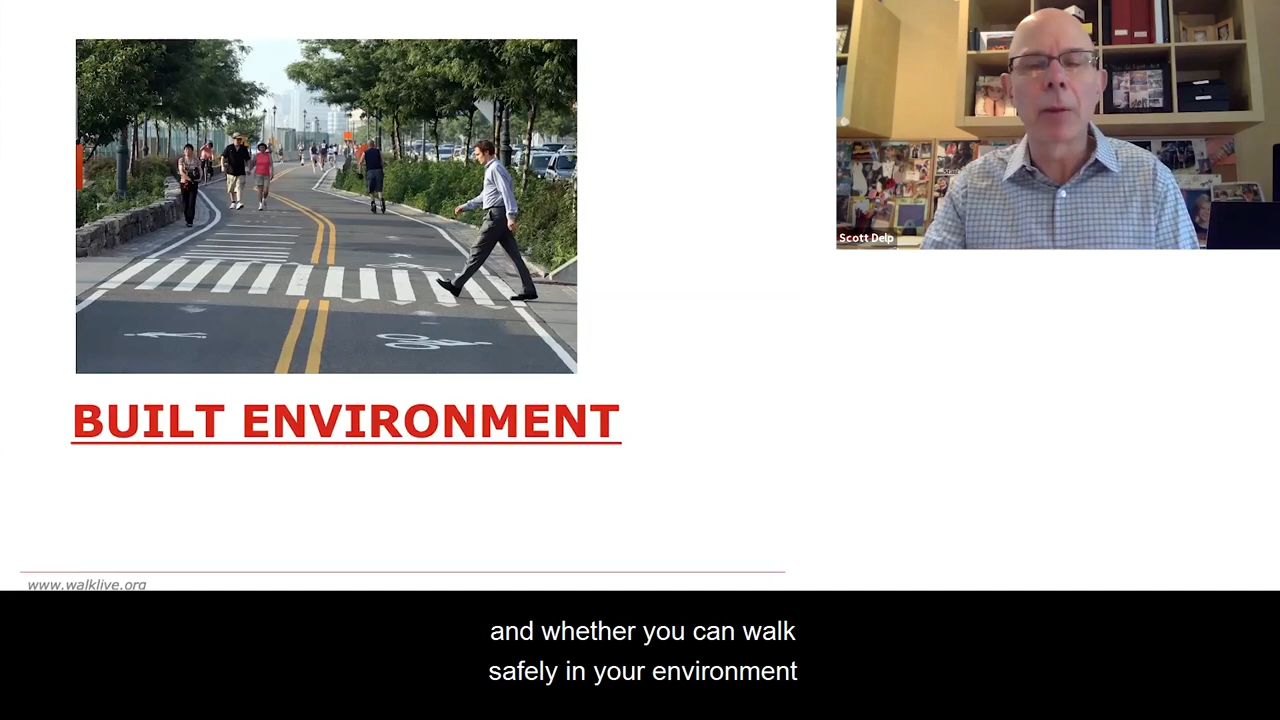 Scott Delp
BUILT ENVIRONMENT
www.walklive.org
and whether you can walk
safely in your environment